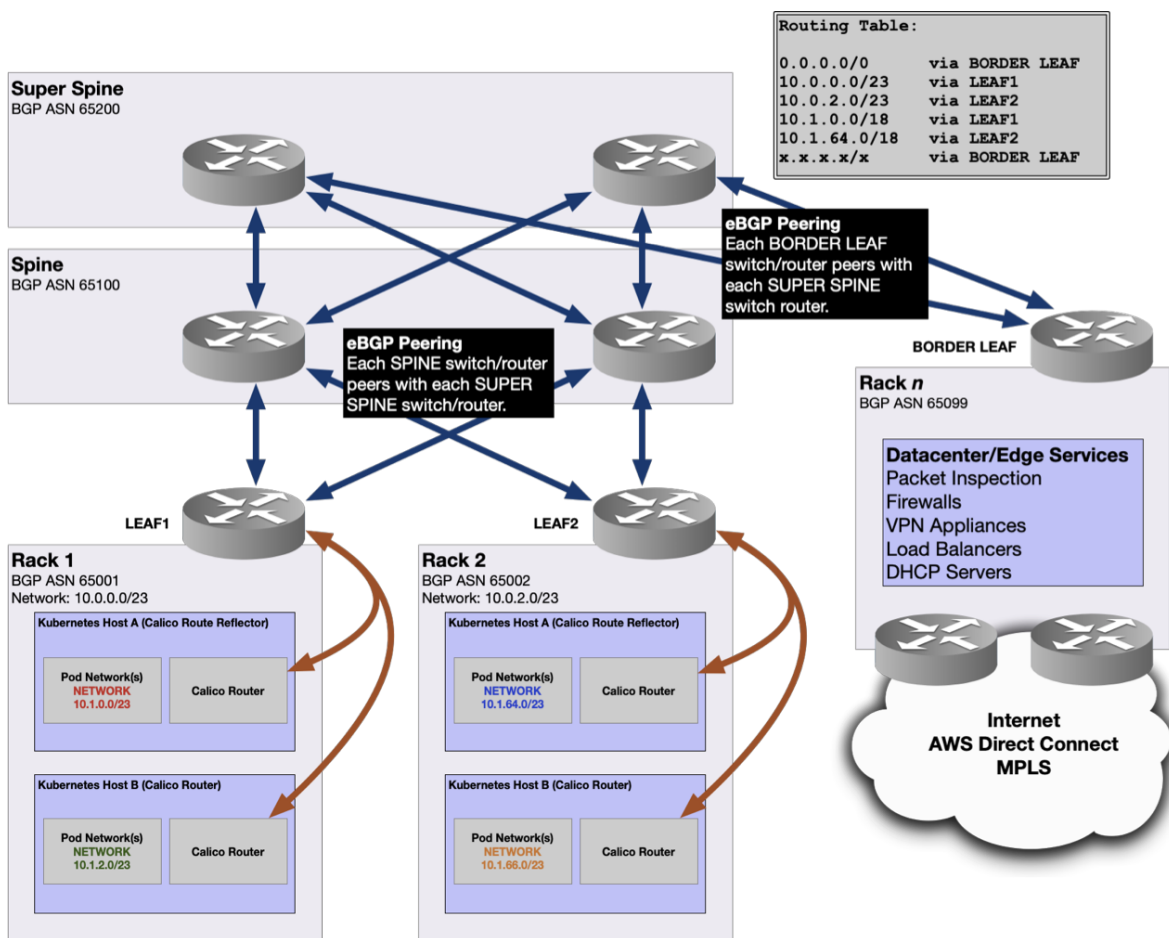 Routing Table:
0.0.0.0/0 via BORDER LEAF
10.0.0.0/23 via LEAF1
10.0.2.0/23 via LEAF2
10.1.0.0/18 via LEAF1
10.1.64.0/18 via LEAF2
x.x.x.x/x via BORDER LEAF
Super Spine
BGP ASN 65200
eBGP Peering
Each BORDER LEAF
switch/router peers with
each SUPER SPINE
switch router.
Spine
BGP ASN 65100
eBGP Peering
Each SPINE switch/router
peers with each SUPER
SPINE switch/router.
BORDER LEAF
Rack n
BGP ASN 65099
Datacenter/Edge Services
Packet Inspection
Firewalls
VPN Appliances
Load Balancers
DHCP Servers
Internet
AWS Direct Connect
MPLS
LEAF1
Rack 1
BGP ASN 65001
Network: 10.0.0.0/23
Kubernetes Host A (Calico Route Reflector)
Pod Network(s)
NETWORK
10.1.0.0/23
Calico Router
Kubernetes Host B (Calico Router)
Pod Network(s)
NETWORK
10.1.2.0/23
Calico Router
LEAF2
Rack 2
BGP ASN 65002
Network: 10.0.2.0/23
Kubernetes Host A (Calico Route Reflector)
Pod Network(s)
NETWORK
10.1.64.0/23
Calico Router
Kubernetes Host B (Calico Router)
Pod Network(s)
NETWORK
10.1.66.0/23
Calico Router